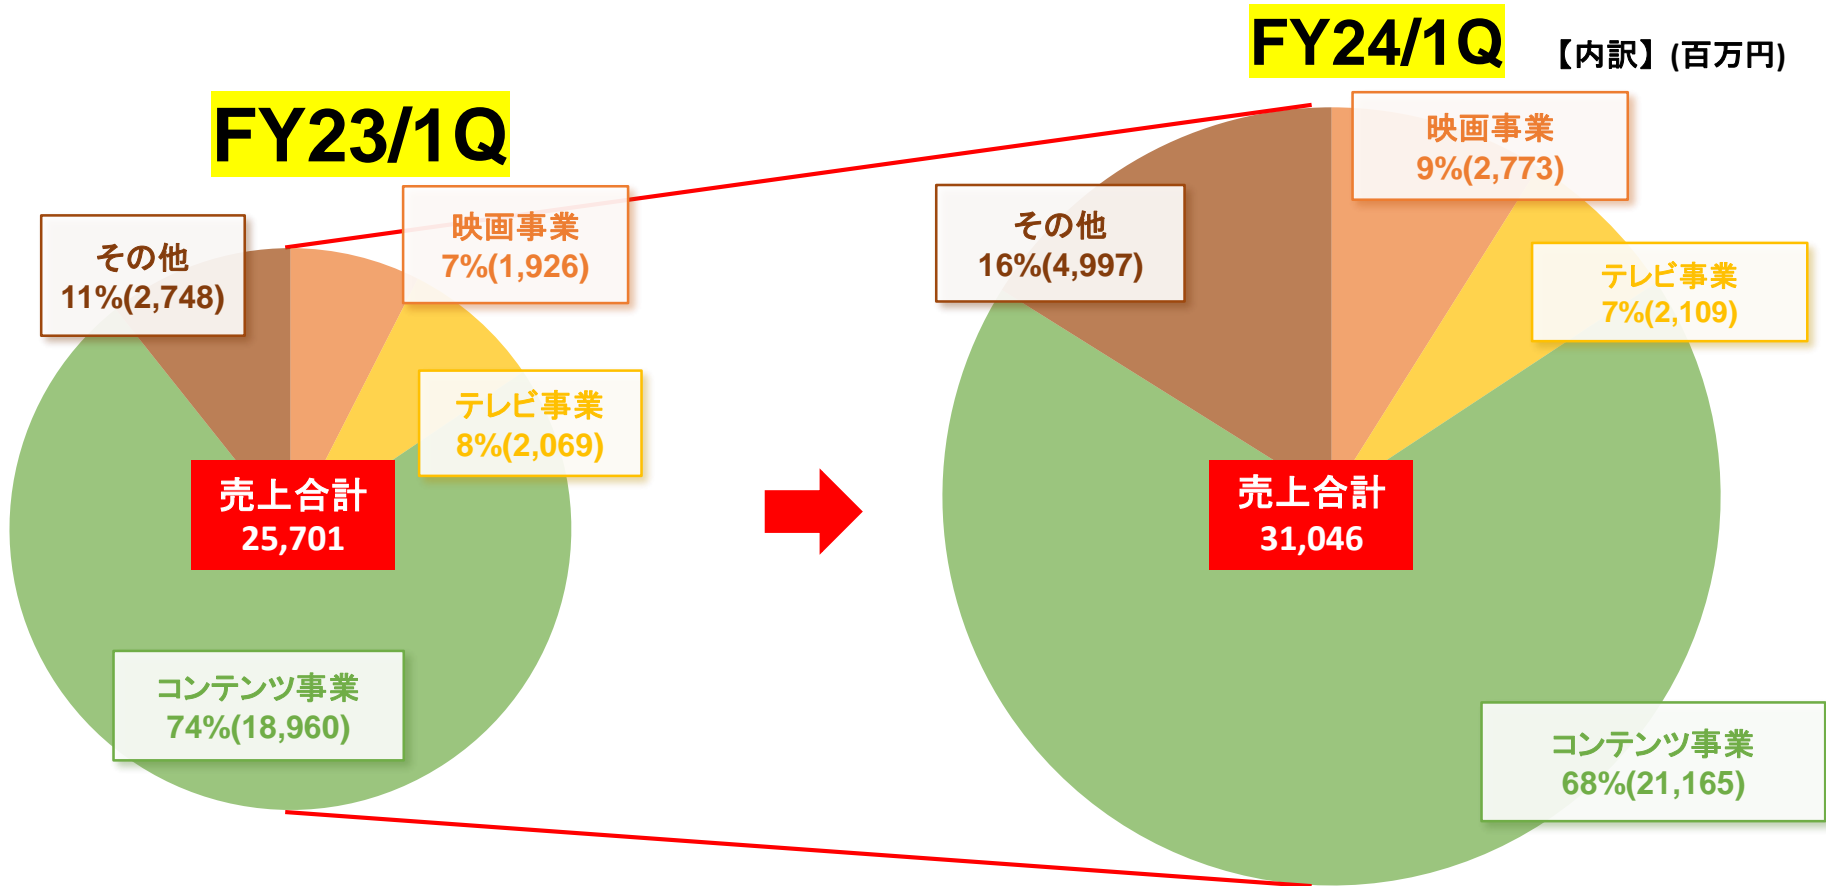 FY23/1Q
その他
11%(2,748)
映画事業
7%(1,926)
テレビ事業
8%(2,069)
売上合計
25,701
コンテンツ事業
74%(18,960)
FY24/1Q
【内訳】(百万円)
その他
16%(4,997)
映画事業
9%(2,773)
テレビ事業
7%(2,109)
売上合計
31,046
コンテンツ事業
68%(21,165)